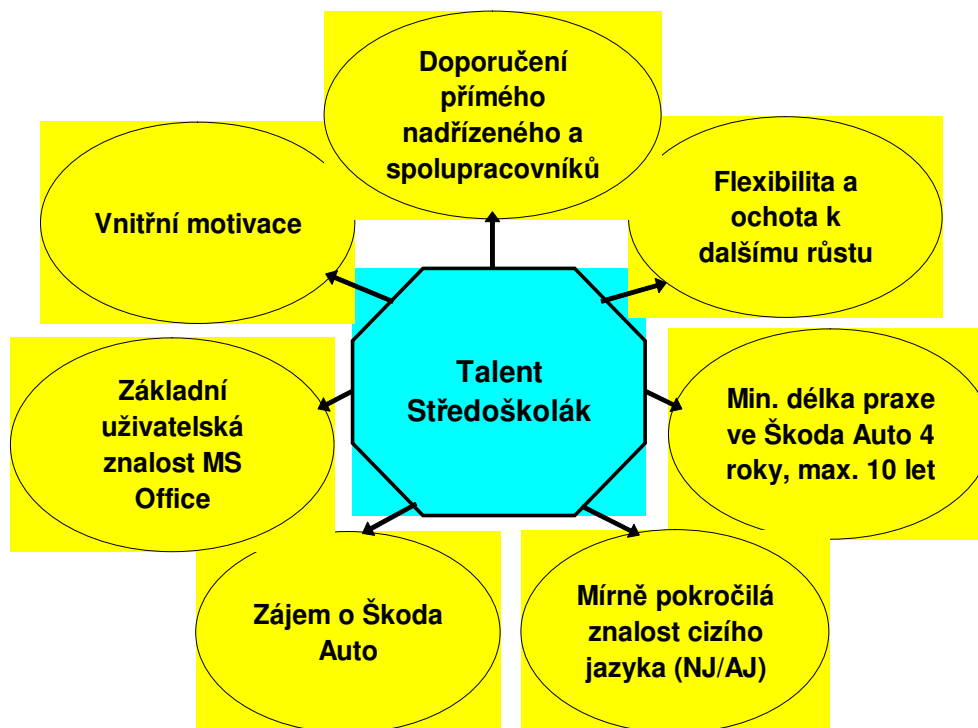 Doporučení
přímého
nadřízeného a
spolupracovníků
Vnitřní motivace
Flexibilita a
ochota k
dalšímu růstu
Talent
Středoškolák
Základní
uživatelská
znalost MS
Office
Min. délka praxe
ve Škoda Auto 4
roky, max. 10 let
Zájem o Škoda
Auto
Mírně pokročilá
znalost cizího
jazyka (NJ/AJ)